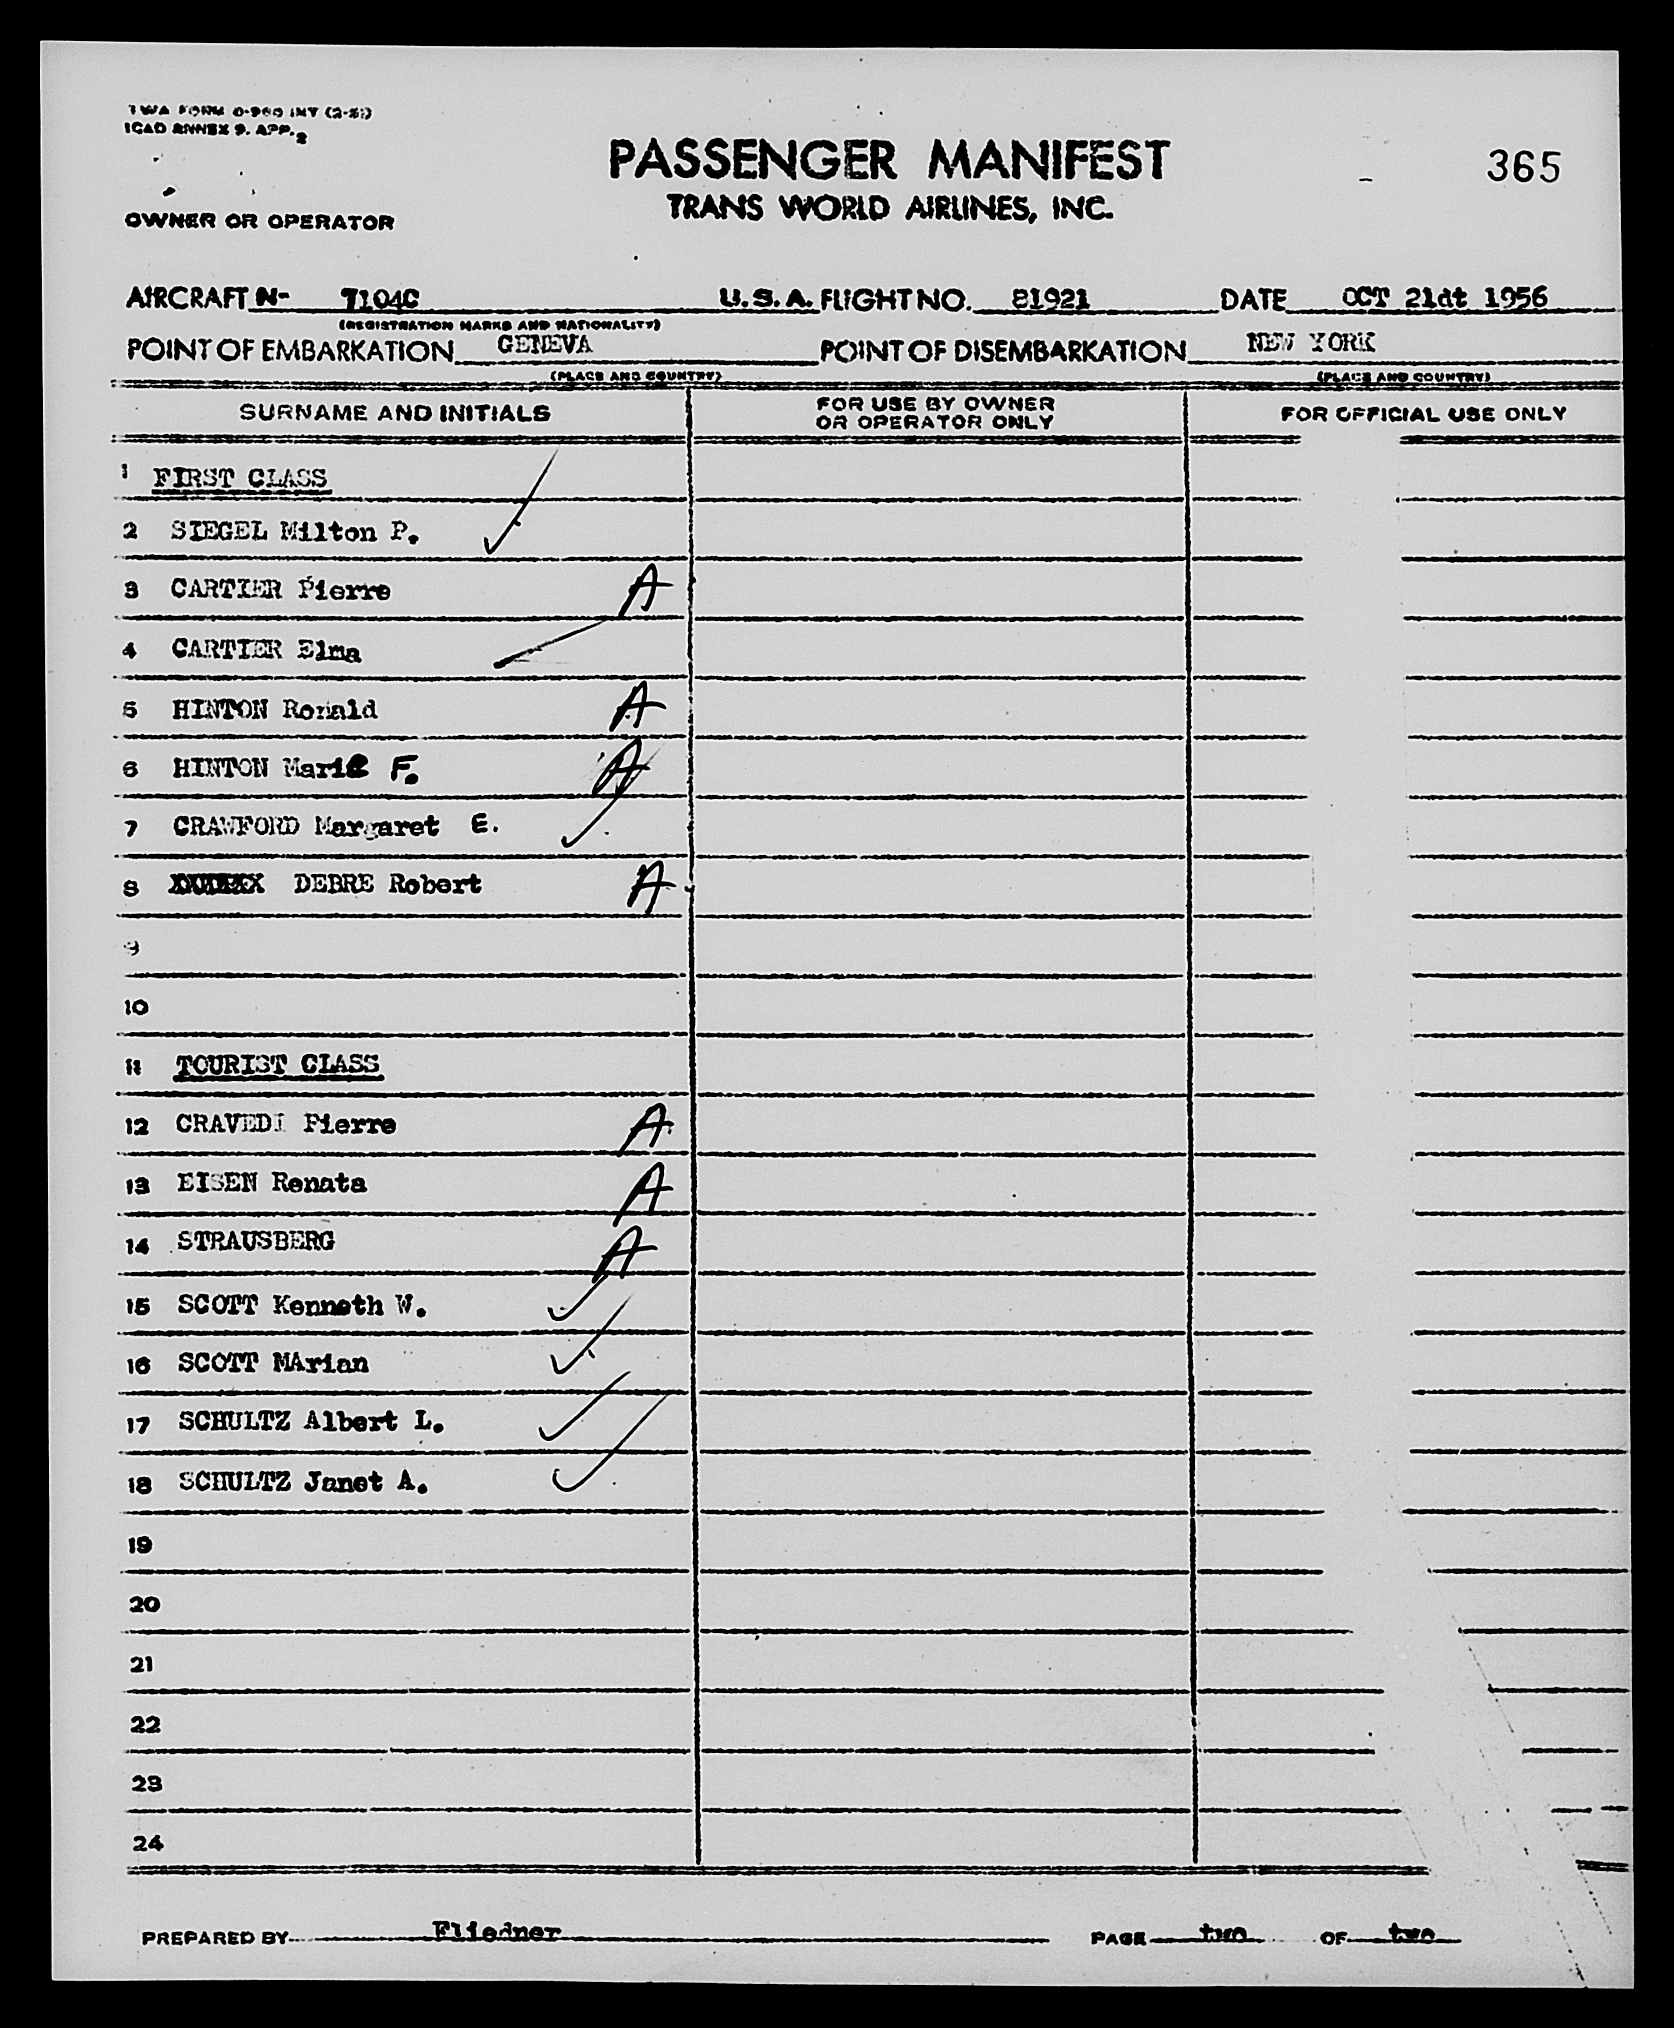 TWA FORM 0-960 INT
ICAO ANNEX 9. APP. 2
PASSENGER MANIFEST
365
TRANS WORLD AIRLINES, INC.
OWNER OR OPERATOR
AIRCRAFT N- 7104C U.S.A. FLIGHT NO. 81921 DATE OCT 21dt 1956
(REGISTRATION MARKS AND NATIONALITY)
POINT OF EMBARKATION GENEVA POINT OF DISEMBARKATION NEW YORK
(PLACE AND COUNTRY) (PLACE AND COUNTRY)
SURNAME AND INITIALS FOR USE BY OWNER OR OPERATOR ONLY FOR OFFICIAL USE ONLY
1 FIRST CLASS
2 SIEGEL Milton P. ✓
3 CARTIER Pierre A
4 CARTIER Elma
5 HINTON Ronald A
6 HINTON Marie F. A
7 CRAWFORD Margaret E. ✓
8 DEBRE Robert A
9
10
11 TOURIST CLASS
12 CRAVEDI Pierre A
13 EISEN Renata A
14 STRAUSBERG A
15 SCOTT Kenneth W. ✓
16 SCOTT MArian ✓
17 SCHULTZ Albert L. ✓
18 SCHULTZ Janet A. ✓
19
20
21
22
23
24
PREPARED BY Fliedner PAGE two OF two